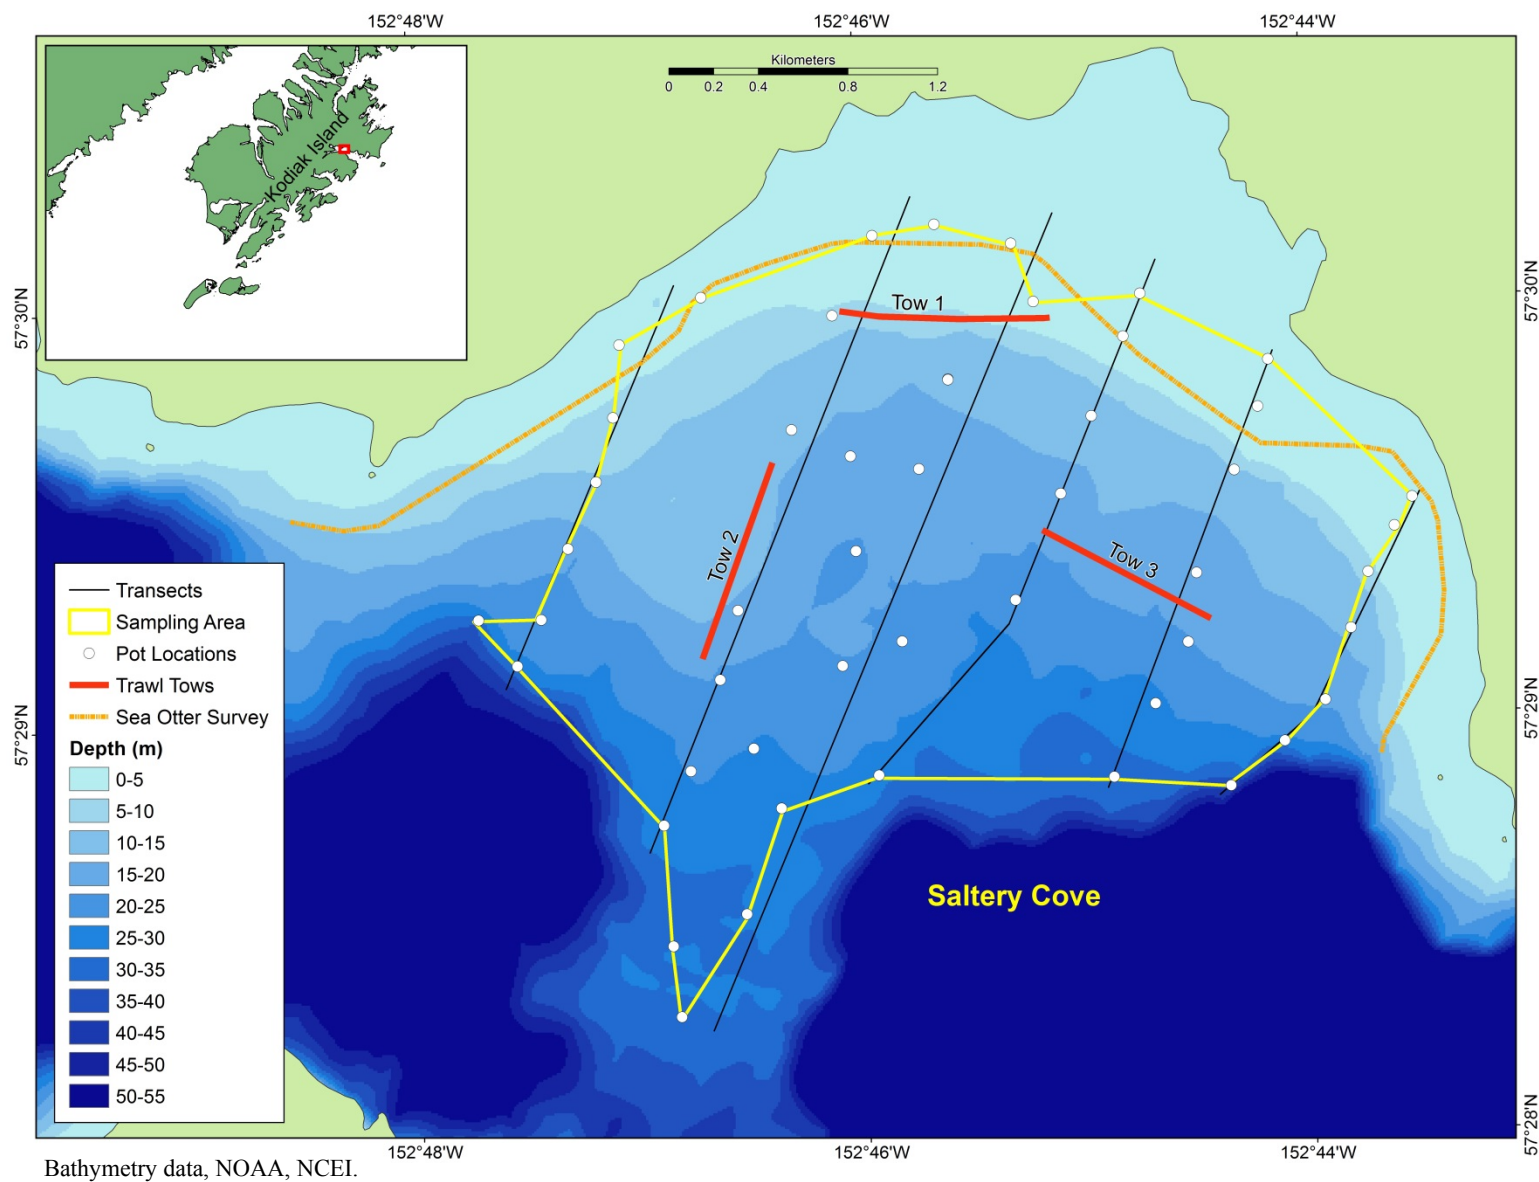 152°48'W
152°46'W
152°44'W
Kilometers
0 0.2 0.4 0.8 1.2
Kodiak Island
57°30'N
57°30'N
Tow 1
Tow 2
Tow 3
Transects
Sampling Area
Pot Locations
Trawl Tows
Sea Otter Survey
57°29'N
57°29'N
Depth (m)
0-5
5-10
10-15
15-20
20-25
25-30
30-35
35-40
40-45
45-50
50-55
Saltery Cove
57°28'N
152°48'W
152°46'W
152°44'W
Bathymetry data, NOAA, NCEI.